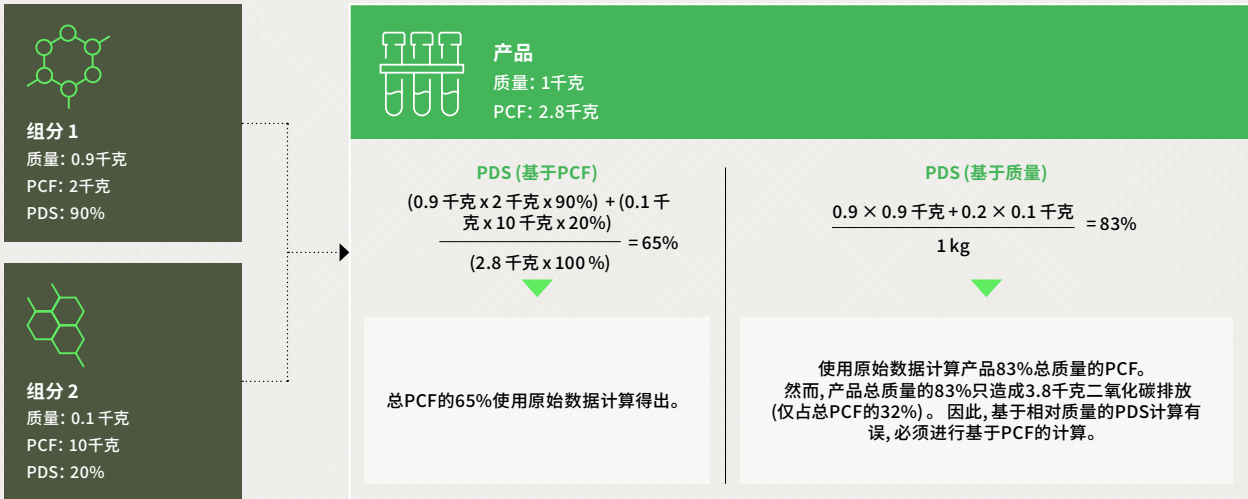 组分 1
质量: 0.9千克
PCF: 2千克
PDS: 90%
组分 2
质量: 0.1 千克
PCF: 10千克
PDS: 20%
产品
质量: 1千克
PCF: 2.8千克
PDS (基于PCF)
(0.9 千克 x 2 千克 x 90%) + (0.1 千
克 x 10 千克 x 20%)
= 65%
(2.8 千克 x 100 %)
总PCF的65%使用原始数据计算得出。
PDS (基于质量)
0.9 × 0.9 千克 + 0.2 × 0.1 千克
= 83%
1 kg
使用原始数据计算产品83%总质量的PCF。
然而, 产品总质量的83%只造成3.8千克二氧化碳排放
(仅占总PCF的32%) 。因此, 基于相对质量的PDS计算有
误, 必须进行基于PCF的计算。